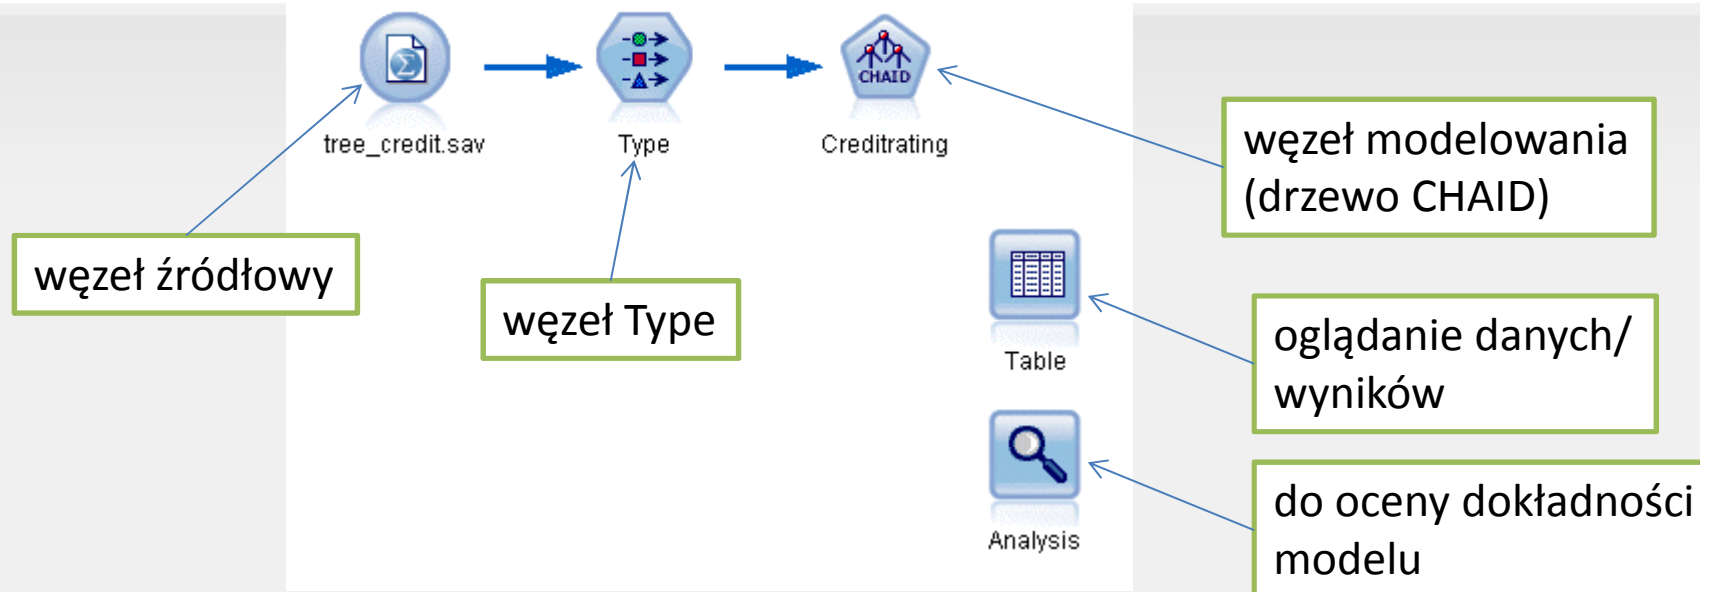 CHAID
tree_credit.sav
Type
Creditrating
węzeł modelowania
(drzewo CHAID)
węzeł źródłowy
węzeł Type
Table
oglądanie danych/
wyników
Analysis
do oceny dokładności
modelu